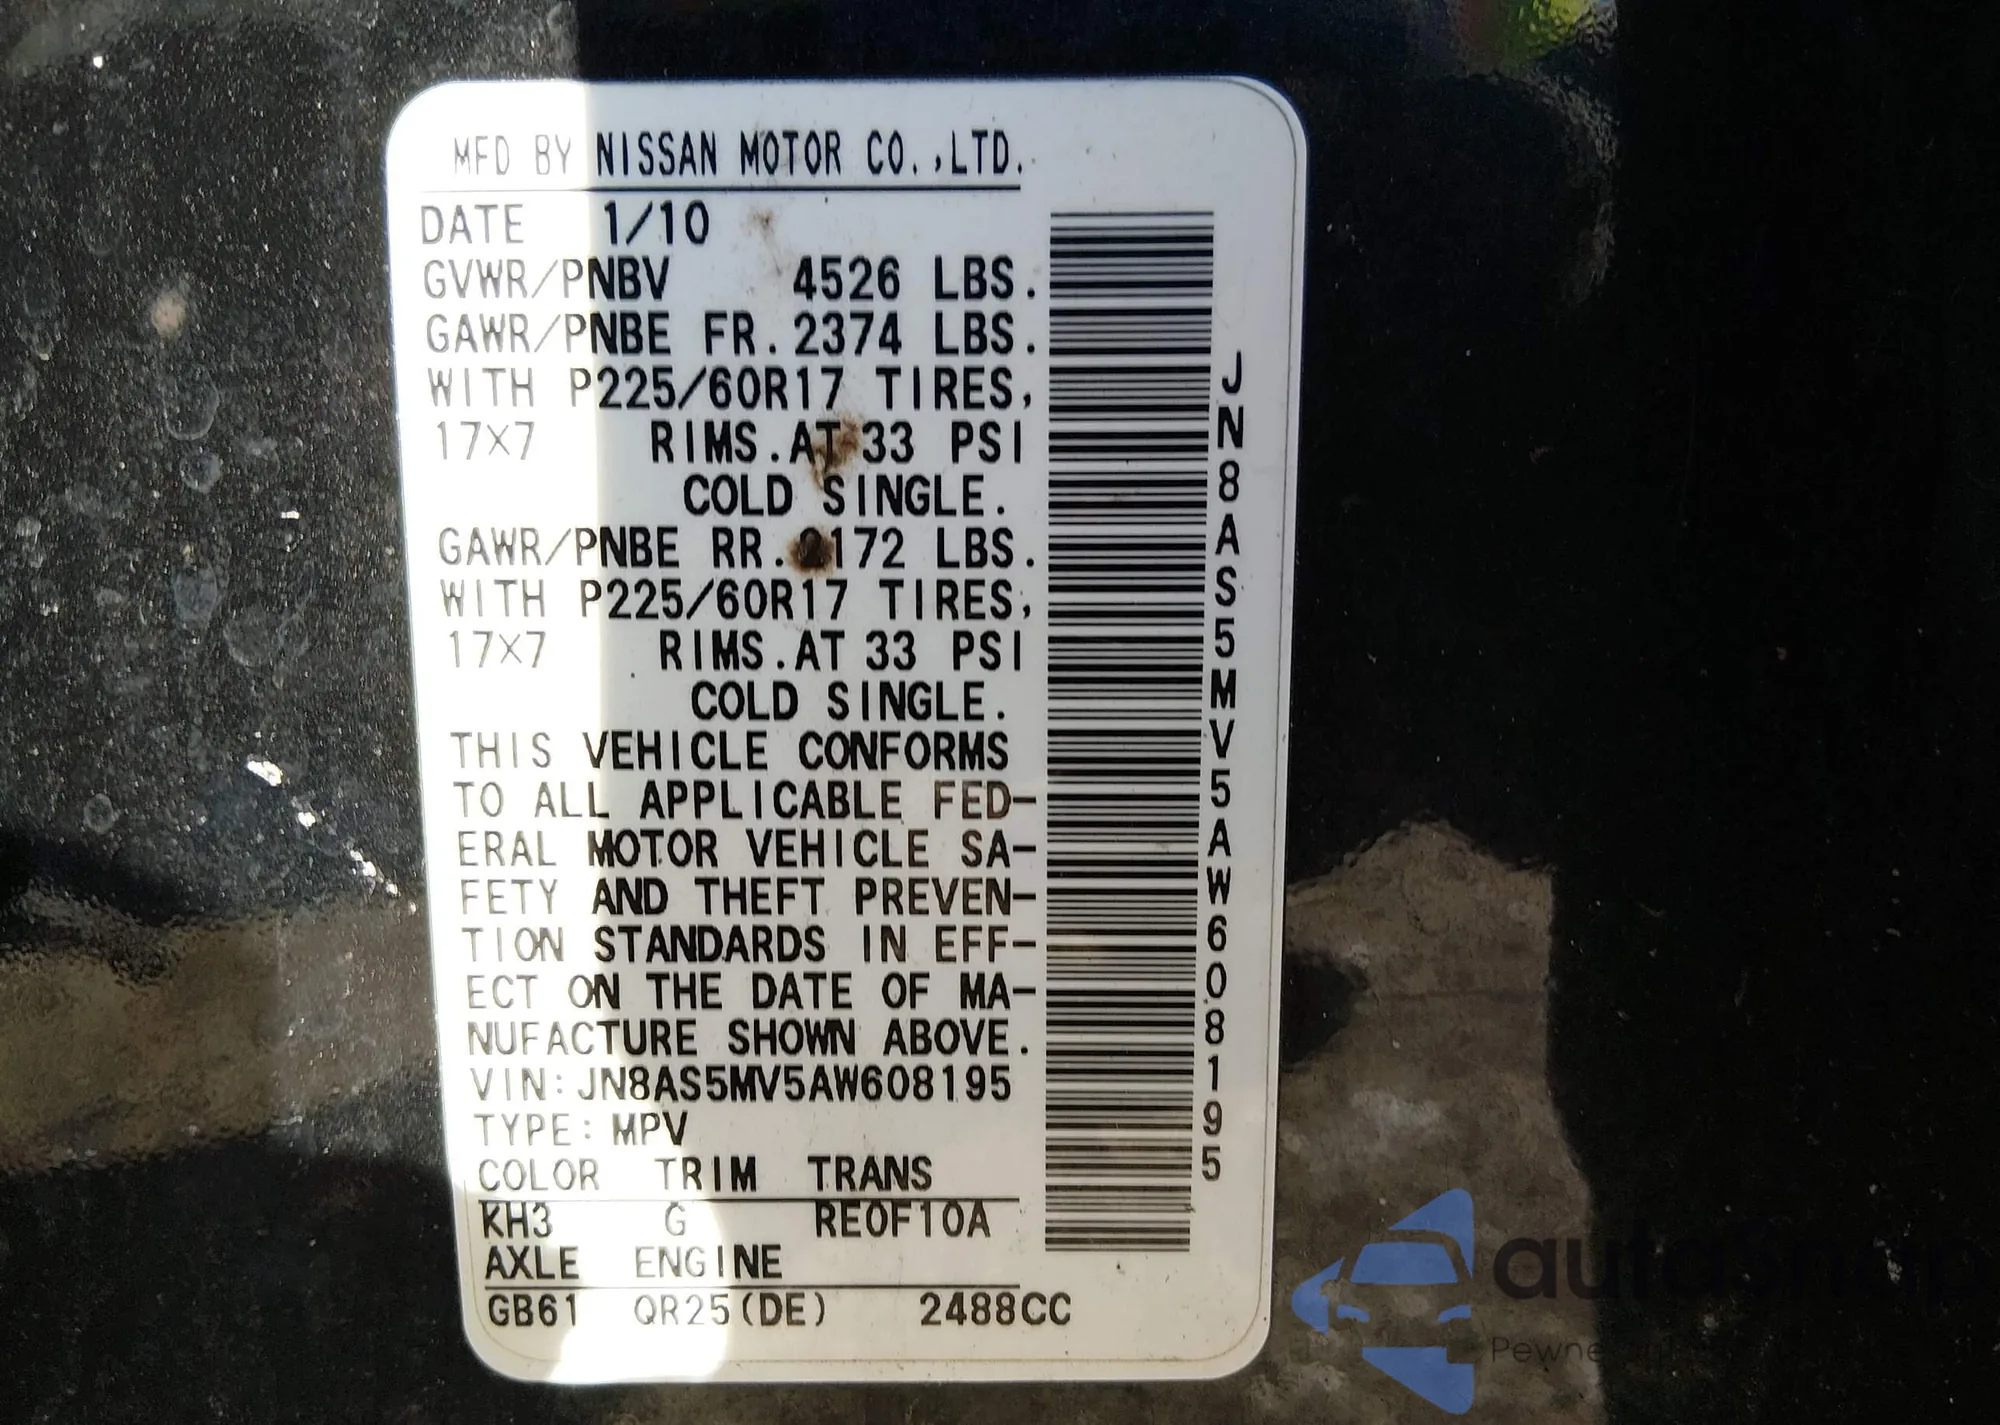 MFD BY NISSAN MOTOR CO.,LTD.
DATE 1/10
GVWR/PNBV 4526 LBS.
GAWR/PNBE FR.2374 LBS.
WITH P225/60R17 TIRES,
17X7 RIMS.AT 33 PSI
COLD SINGLE.
GAWR/PNBE RR. LBS.
WITH P225/60R17 TIRES,
17X7 RIMS.AT 33 PSI
COLD SINGLE.
THIS VEHICLE CONFORMS
TO ALL APPLICABLE FED-
ERAL MOTOR VEHICLE SA-
FETY AND THEFT PREVEN-
TION STANDARDS IN EFF-
ECT ON THE DATE OF MA-
NUFACTURE SHOWN ABOVE.
VIN:JN8AS5MV5AW608195
TYPE:MPV
COLOR TRIM TRANS
KH3 G RE0F10A
AXLE ENGINE
GB61 QR25(DE) 2488CC
JN8AS5MV5AW608195